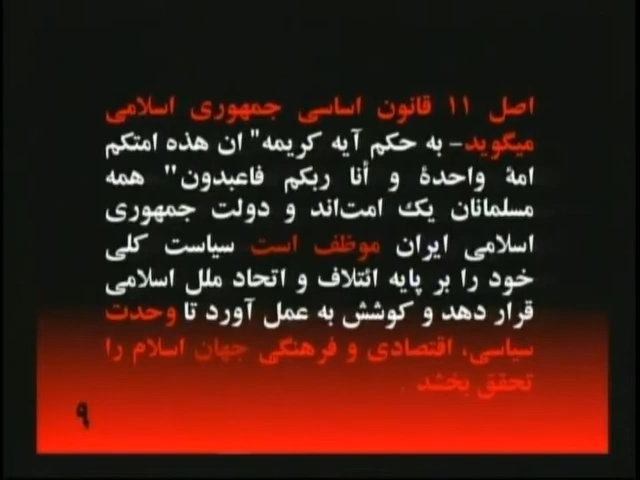 اصل ۱۱ قانون اساسی جمهوری اسلامی
میگوید- به حکم آیه کریمه" ان هذه امتکم
امة واحدة و أنا ربکم فاعبدون" همه
مسلمانان یک امت‌اند و دولت جمهوری
اسلامی ایران موظف است سیاست کلی
خود را بر پایه ائتلاف و اتحاد ملل اسلامی
قرار دهد و کوشش به عمل آورد تا وحدت
سیاسی، اقتصادی و فرهنگی جهان اسلام را
تحقق بخشد .
۹